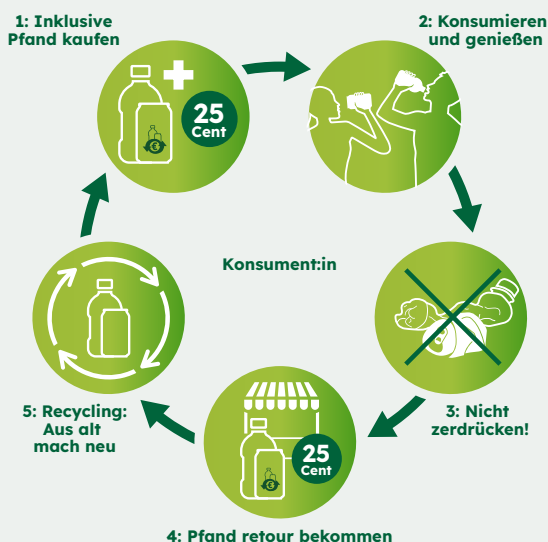 1: Inklusive
Pfand kaufen
25
Cent
2: Konsumieren
und genießen
Konsument:in
3: Nicht
zerdrücken!
25
Cent
4: Pfand retour bekommen
5: Recycling:
Aus alt
mach neu